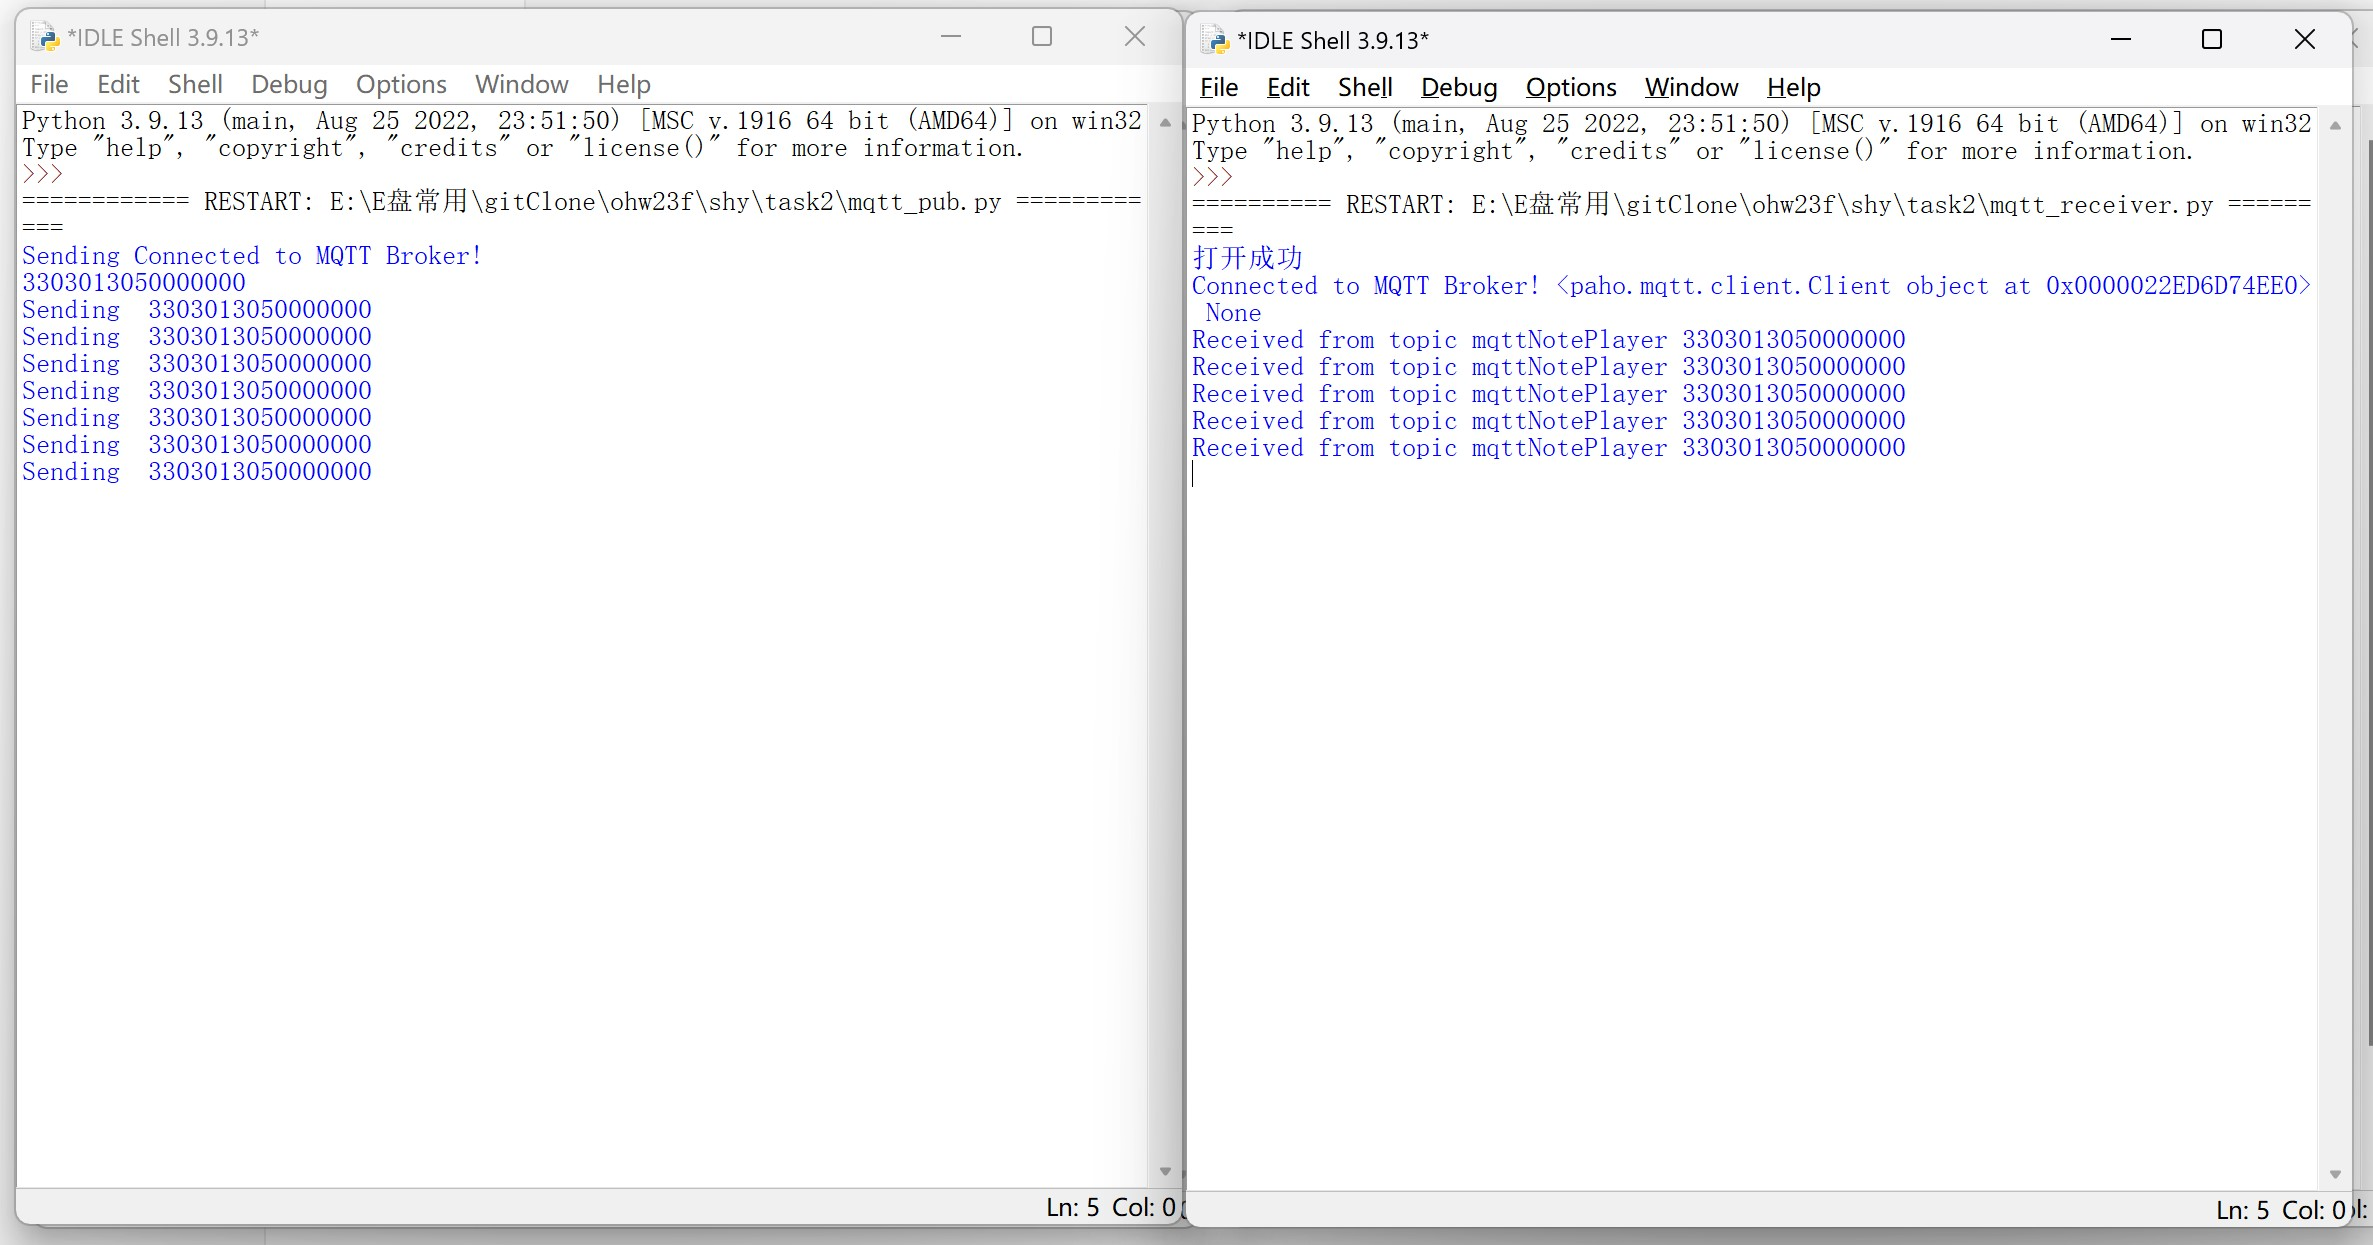 *IDLE Shell 3.9.13*
File Edit Shell Debug Options Window Help
Python 3.9.13 (main, Aug 25 2022, 23:51:50) [MSC v.1916 64 bit (AMD64)] on win32
Type "help", "copyright", "credits" or "license()" for more information.
>>>
============ RESTART: E:\E盘常用\gitClone\ohw23f\shy\task2\mqtt_pub.py =========
===
Sending Connected to MQTT Broker!
3303013050000000
Sending  3303013050000000
Sending  3303013050000000
Sending  3303013050000000
Sending  3303013050000000
Sending  3303013050000000
Sending  3303013050000000
Sending  3303013050000000
Ln: 5 Col: 0
*IDLE Shell 3.9.13*
File Edit Shell Debug Options Window Help
Python 3.9.13 (main, Aug 25 2022, 23:51:50) [MSC v.1916 64 bit (AMD64)] on win32
Type "help", "copyright", "credits" or "license()" for more information.
>>>
========== RESTART: E:\E盘常用\gitClone\ohw23f\shy\task2\mqtt_receiver.py ======
===
打开成功
Connected to MQTT Broker! <paho.mqtt.client.Client object at 0x0000022ED6D74EE0>
 None
Received from topic mqttNotePlayer 3303013050000000
Received from topic mqttNotePlayer 3303013050000000
Received from topic mqttNotePlayer 3303013050000000
Received from topic mqttNotePlayer 3303013050000000
Received from topic mqttNotePlayer 3303013050000000
Ln: 5 Col: 0